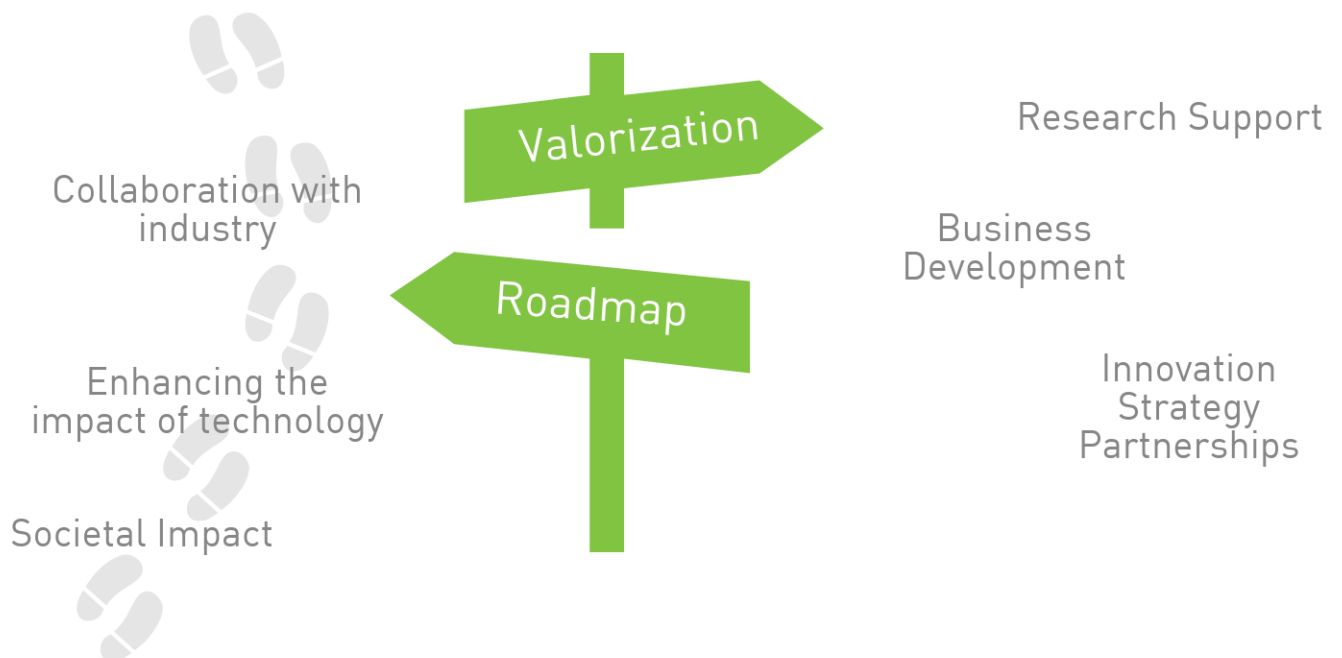 Valorization
Roadmap
Collaboration with
industry
Enhancing the
impact of technology
Societal Impact
Research Support
Business
Development
Innovation
Strategy
Partnerships